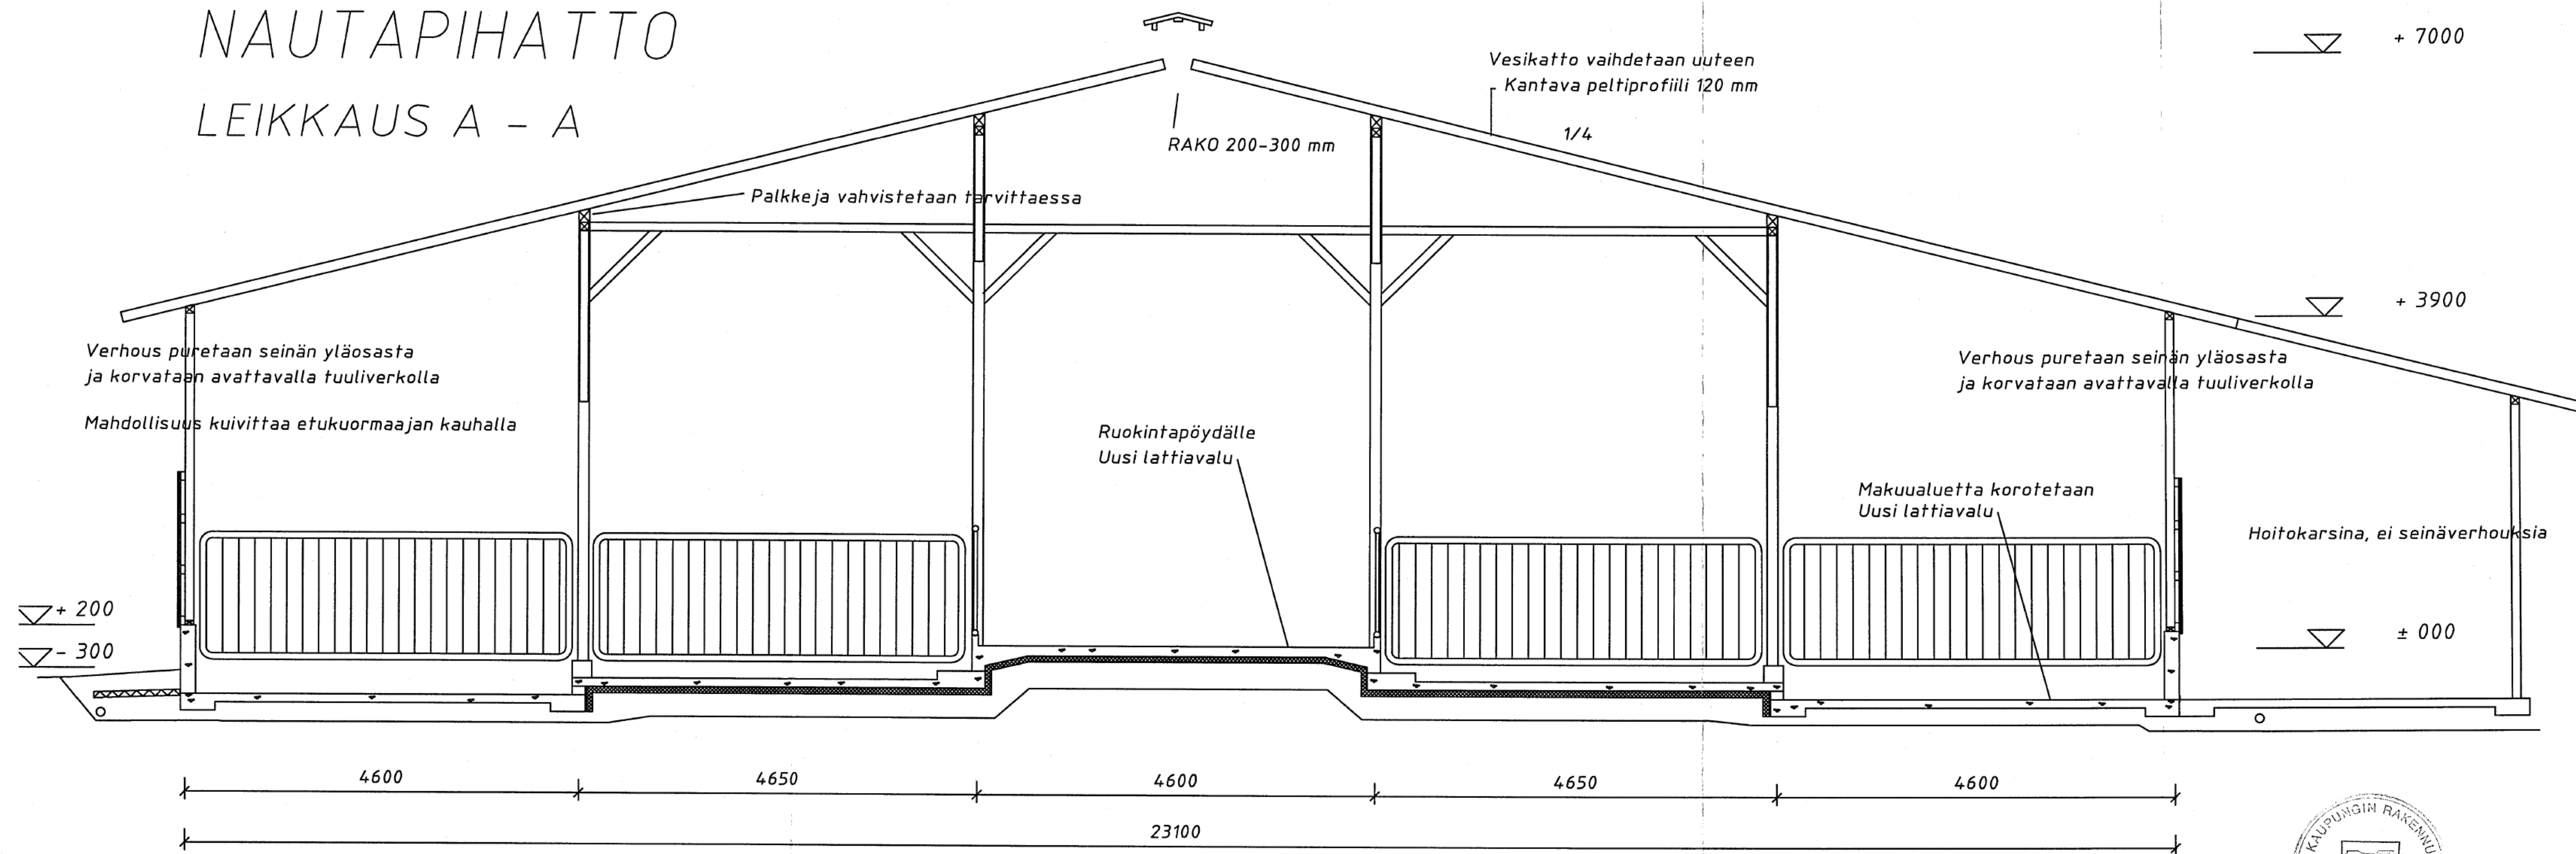 NAUTAPIHATTO
LEIKKAUS A - A
Vesikatto vaihdetaan uuteen
Kantava peltiprofiili 120 mm
1/4
RAKO 200-300 mm
+ 7000
Palkkeja vahvistetaan tarvittaessa
+ 3900
Verhous puretaan seinän yläosasta
ja korvataan avattavalla tuuliverkolla
Mahdollisuus kuivittaa etukuormaajan kauhalla
Verhous puretaan seinän yläosasta
ja korvataan avattavalla tuuliverkolla
Ruokintapöydälle
Uusi lattiavalu
Makuualuetta korotetaan
Uusi lattiavalu
Hoitokarsina, ei seinäverhouksia
+ 200
- 300
± 000
4600
4650
4600
4650
4600
23100
KAUPUNGIN